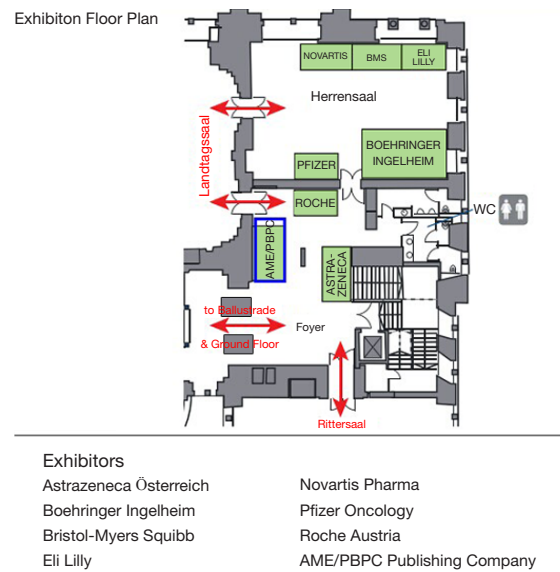 Exhibiton Floor Plan
NOVARTIS
BMS
ELI
LILLY
Herrensaal
Landtagssaal
BOEHRINGER
INGELHEIM
PFIZER
ROCHE
WC
AME/PBPC
ASTRA-
ZENECA
to Ballustrade
Foyer
& Ground Floor
Rittersaal
Exhibitors
Astrazeneca Österreich
Boehringer Ingelheim
Bristol-Myers Squibb
Eli Lilly
Novartis Pharma
Pfizer Oncology
Roche Austria
AME/PBPC Publishing Company